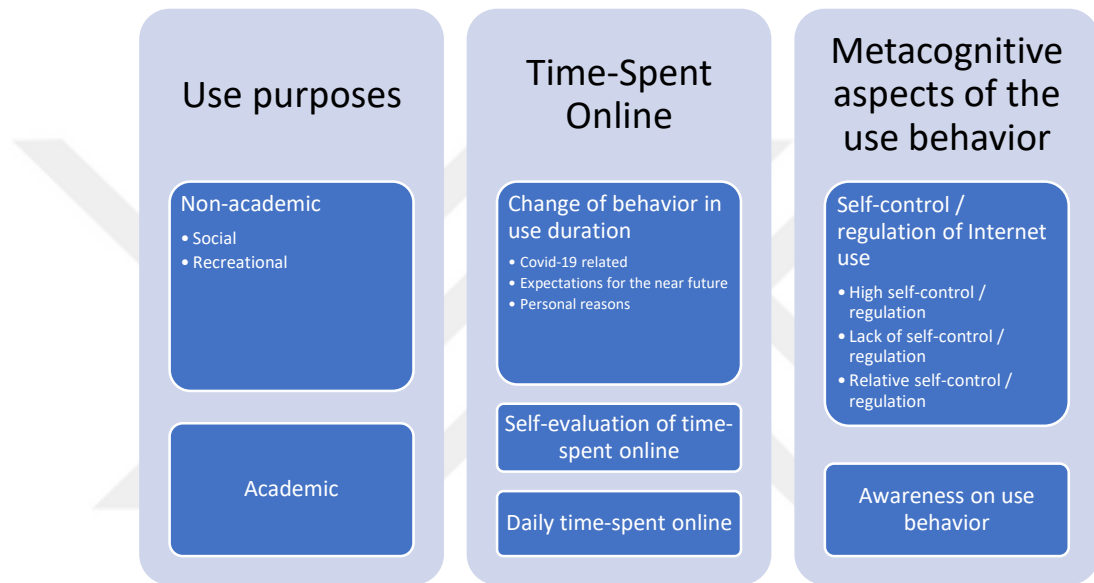 Use purposes
Non-academic
• Social
• Recreational
Academic
Time-Spent
Online
Change of behavior in
use duration
• Covid-19 related
• Expectations for the near future
• Personal reasons
Self-evaluation of time-
spent online
Daily time-spent online
Metacognitive
aspects of the
use behavior
Self-control /
regulation of Internet
use
• High self-control /
regulation
• Lack of self-control /
regulation
• Relative self-control /
regulation
Awareness on use
behavior